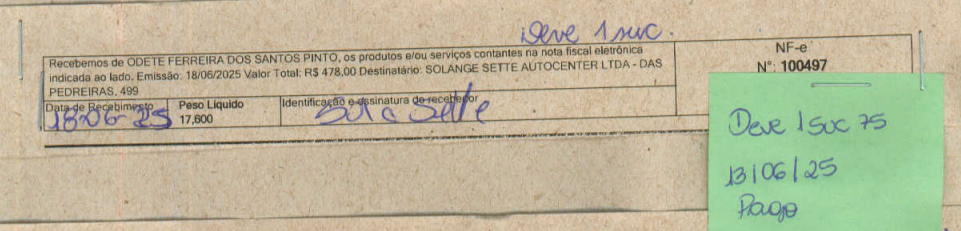 Deve 1 suc.
Recebemos de ODETE FERREIRA DOS SANTOS PINTO, os produtos e/ou serviços contantes na nota fiscal eletrônica
indicada ao lado. Emissão: 18/06/2025 Valor Total: R$ 478,00 Destinatário: SOLANGE SETTE AUTOCENTER LTDA - DAS
PEDREIRAS, 499
Data de Recebimento
18-06-25
Peso Líquido
17,600
Identificação e assinatura do recebedor
Sette
NF-e
N°: 100497
Deve 1 suc 75
13/06/25
Pago